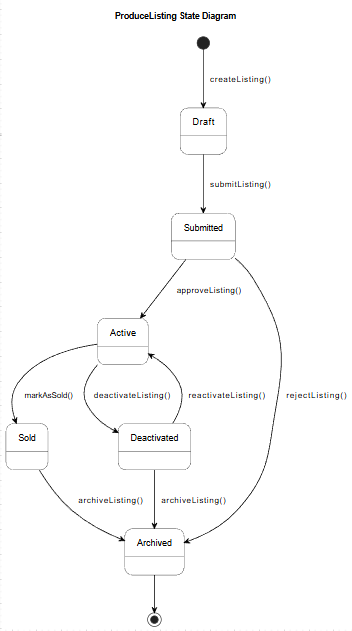 ProduceListing State Diagram
createListing()
Draft
submitListing()
Submitted
approveListing()
Active
markAsSold()
deactivateListing()
reactivateListing()
rejectListing()
Sold
Deactivated
archiveListing()
archiveListing()
Archived